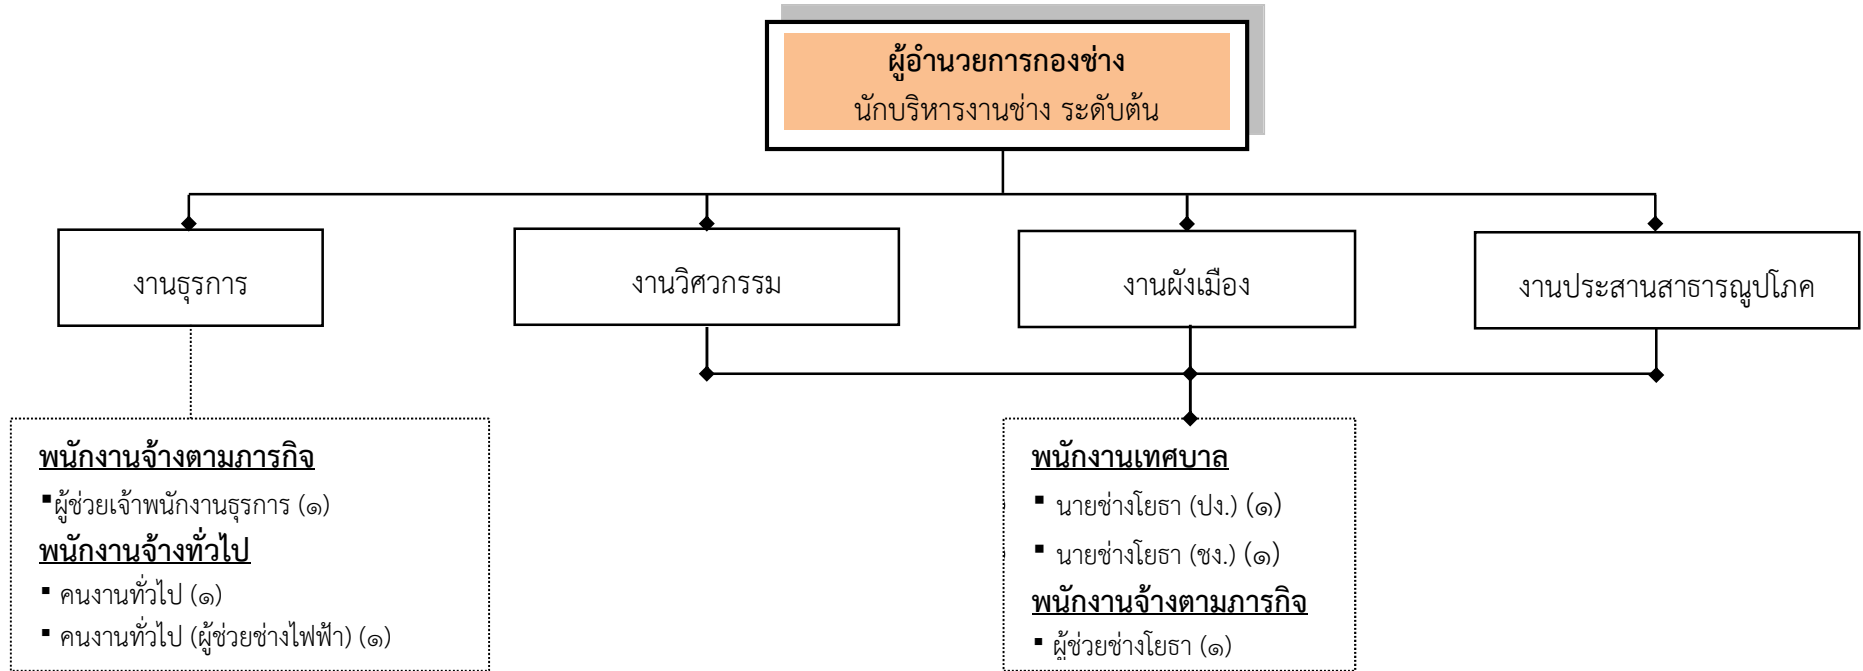 ผู้อำนวยการกองช่าง
นักบริหารงานช่าง ระดับต้น
งานธุรการ
งานวิศวกรรม
งานผังเมือง
งานประสานสาธารณูปโภค
พนักงานจ้างตามภารกิจ
▪ผู้ช่วยเจ้าพนักงานธุรการ (๑)
พนักงานจ้างทั่วไป
▪ คนงานทั่วไป (๑)
▪ คนงานทั่วไป (ผู้ช่วยช่างไฟฟ้า) (๑)
พนักงานเทศบาล
▪ นายช่างโยธา (ปง.) (๑)
▪ นายช่างโยธา (ชง.) (๑)
พนักงานจ้างตามภารกิจ
▪ ผู้ช่วยช่างโยธา (๑)